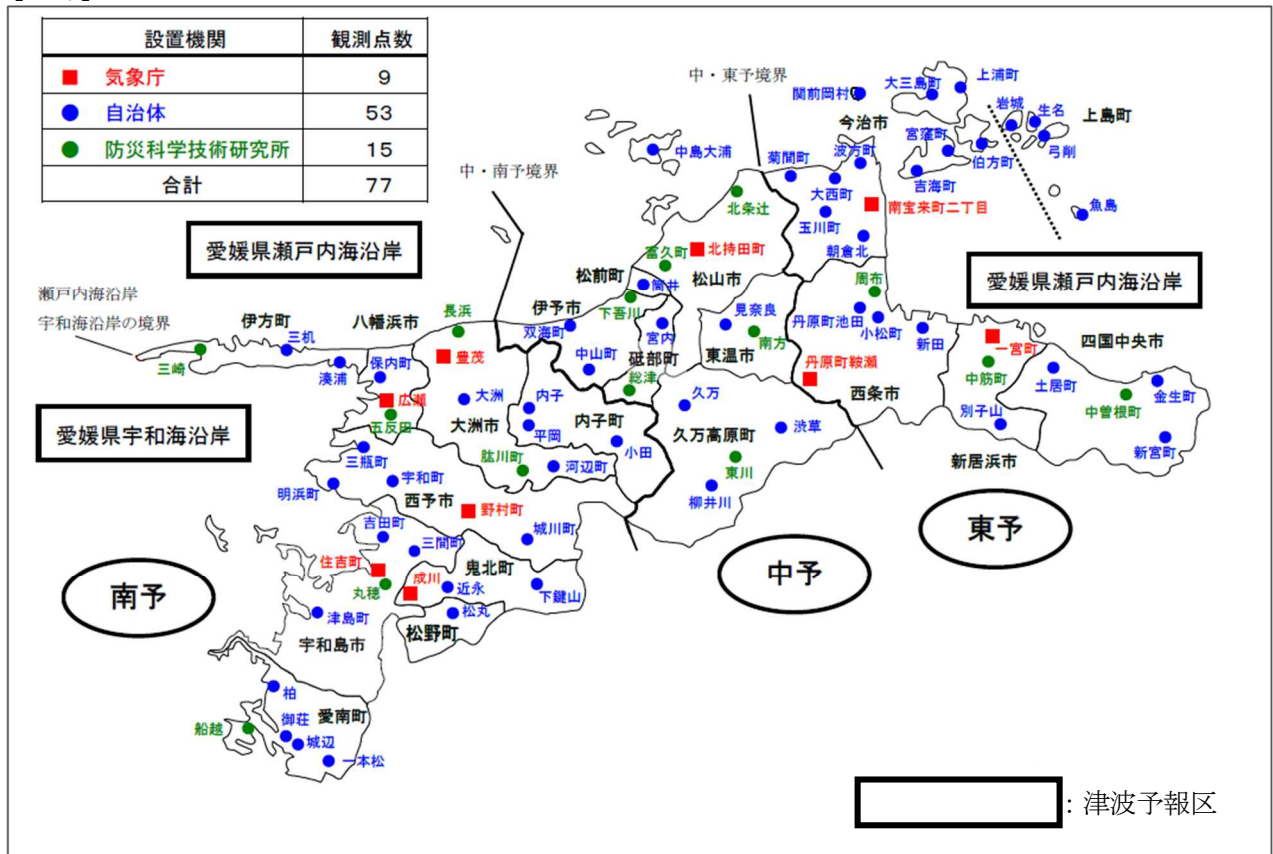 設置機関 観測点数
気象庁 9
自治体 53
防災科学技術研究所 15
合計 77
中・東予境界
関前岡村
大三島町
上浦町
今治市
岩城
生名
上島町
宮窪町
伯方町
弓削
吉海町
魚島
中島大浦
菊間町
波方町
大西町
南宝来町二丁目
玉川町
朝倉北
中・南予境界
北条辻
北持田町
富久町
松前町
松山市
筒井
周布
愛媛県瀬戸内海沿岸
愛媛県瀬戸内海沿岸
瀬戸内海沿岸
宇和海沿岸の境界
伊方町
三机
八幡浜市
長浜
伊予市
双海町
下吾川
宮内
見奈良
丹原町池田
小松町
新田
一宮町
四国中央市
三崎
湊浦
保内町
豊茂
中山町
砥部町
東温市
南方
丹原町鞍瀬
中筋町
土居町
金生町
総津
西条市
別子山
中曽根町
広瀬
大洲
内子
久万
新宮町
五反田
大洲市
平岡
内子町
久万高原町
渋草
新居浜市
愛媛県宇和海沿岸
三瓶町
肱川町
河辺町
小田
東川
明浜町
宇和町
柳井川
西予市
野村町
東予
吉田町
三間町
城川町
中予
住吉町
鬼北町
成川
南予
丸穂
近永
下鍵山
津島町
松丸
宇和島市
松野町
柏
愛南町
船越
御荘
城辺
一本松
：津波予報区